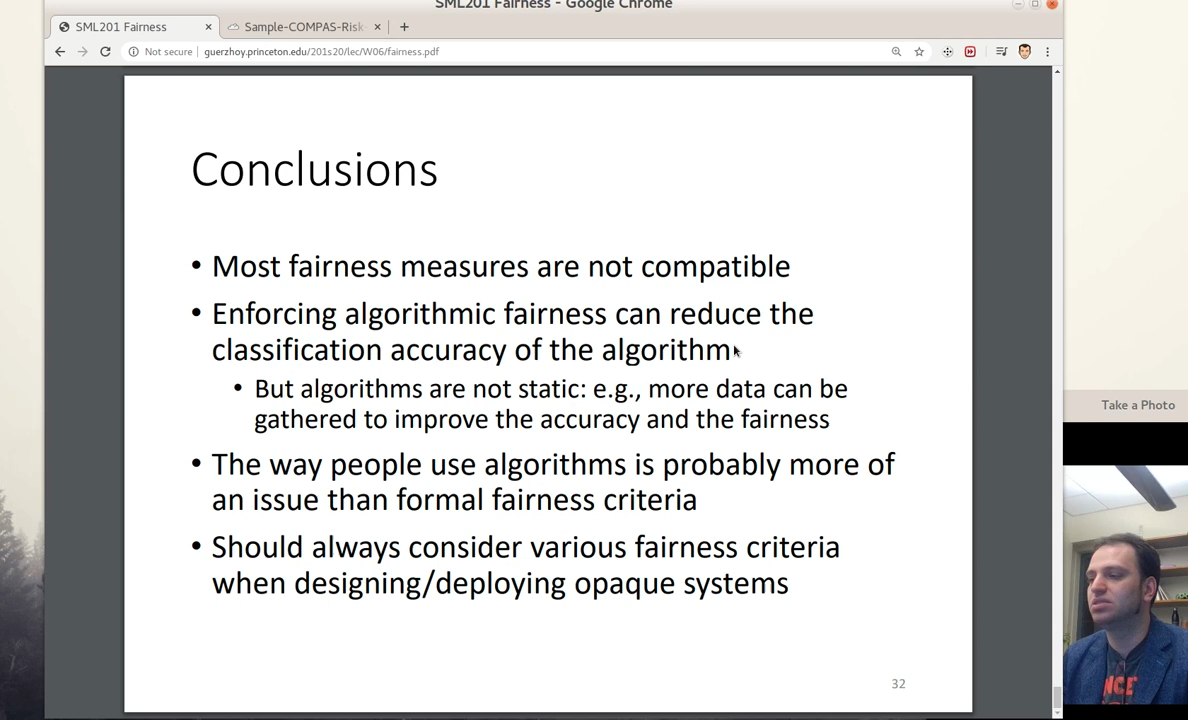 SML201 Fairness - Google Chrome
SML201 Fairness
Sample-COMPAS-Risk
Not secure
guerzhoy.princeton.edu/201s20/lec/W06/fairness.pdf
Conclusions
• Most fairness measures are not compatible
• Enforcing algorithmic fairness can reduce the
classification accuracy of the algorithm
• But algorithms are not static: e.g., more data can be
gathered to improve the accuracy and the fairness
• The way people use algorithms is probably more of
an issue than formal fairness criteria
• Should always consider various fairness criteria
when designing/deploying opaque systems
32
Take a Photo